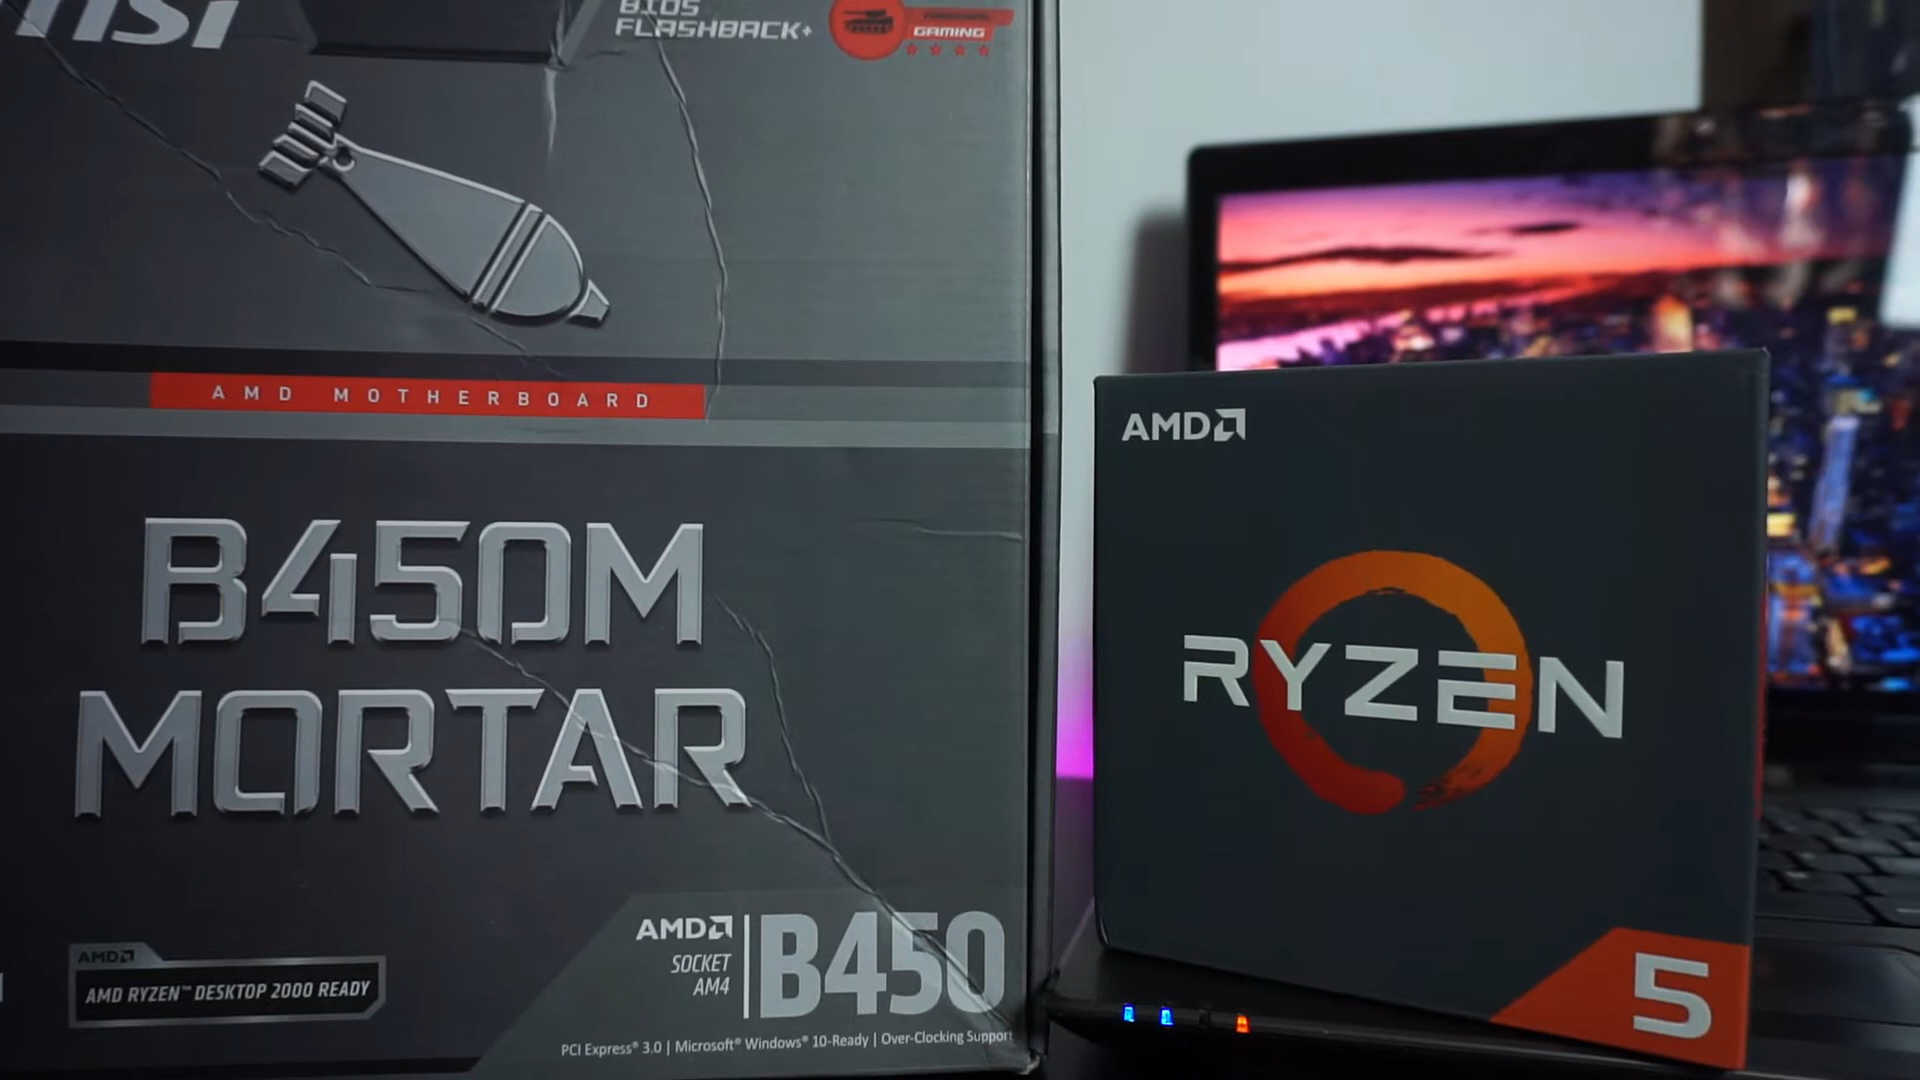 msi
BIOS
FLASHBACK+
GAMING
AMD MOTHERBOARD
B450M
MORTAR
AMD
AMD RYZEN™ DESKTOP 2000 READY
AMD
SOCKET
AM4
B450
PCI Express® 3.0 | Microsoft® Windows® 10-Ready | Over-Clocking Support
AMD
RYZEN
5